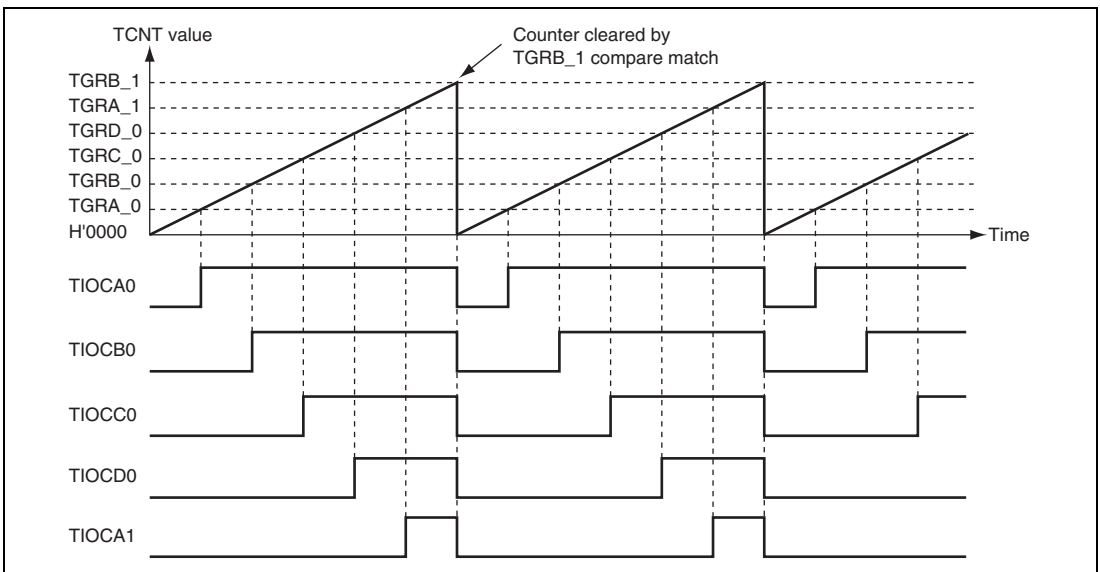 TCNT value
Counter cleared by
TGRB_1 compare match
TGRB_1
TGRA_1
TGRD_0
TGRC_0
TGRB_0
TGRA_0
H'0000
Time
TIOCA0
TIOCB0
TIOCC0
TIOCD0
TIOCA1